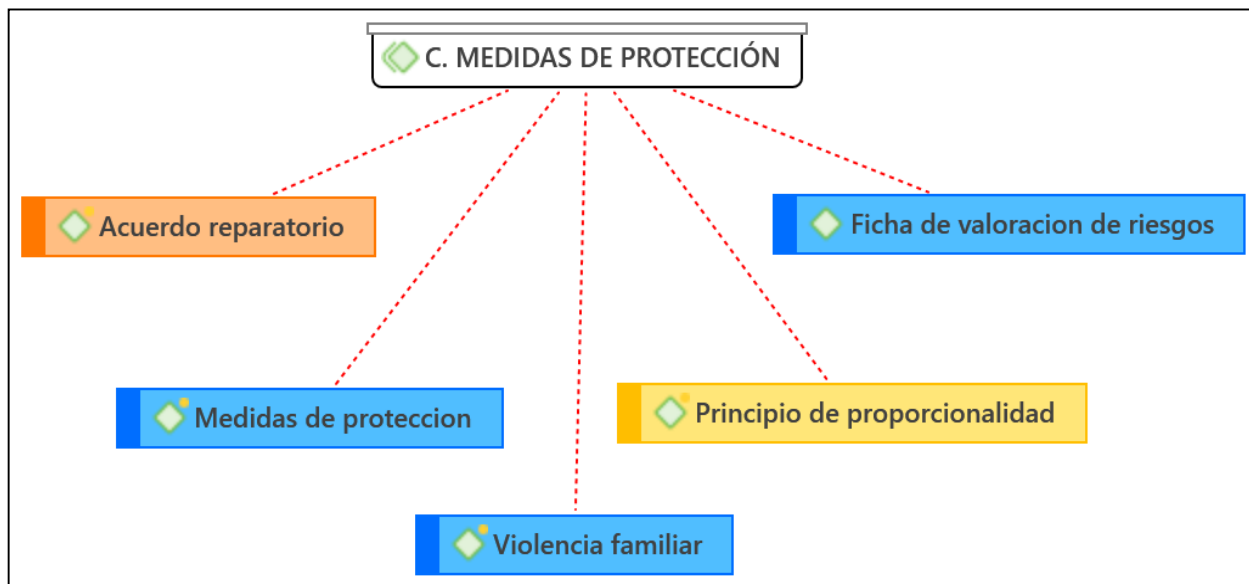 C. MEDIDAS DE PROTECCIÓN
Acuerdo reparatorio
Ficha de valoracion de riesgos
Medidas de proteccion
Principio de proporcionalidad
Violencia familiar